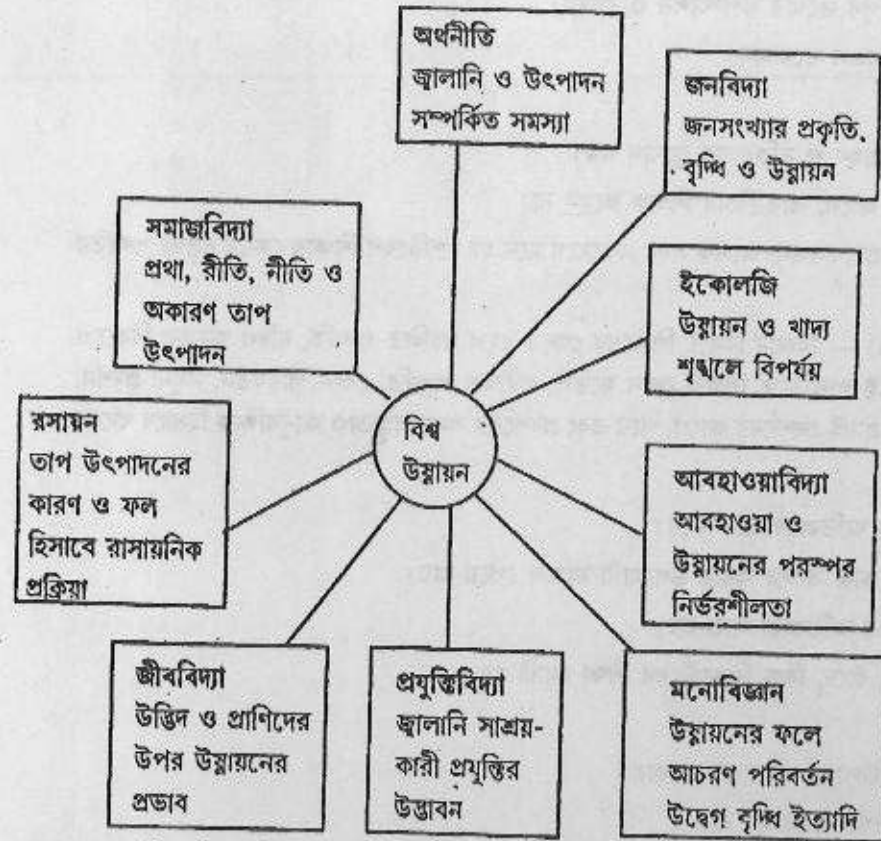 অর্থনীতি
জ্বালানি ও উৎপাদন
সম্পর্কিত সমস্যা
জনবিদ্যা
জনসংখ্যার প্রকৃতি.
বৃদ্ধি ও উষ্ণায়ন
সমাজবিদ্যা
প্রথা, রীতি, নীতি ও
অকারণ তাপ
উৎপাদন
ইকোলজি
উষ্ণায়ন ও খাদ্য
শৃঙ্খলে বিপর্যয়
বিশ্ব
উষ্ণায়ন
রসায়ন
তাপ উৎপাদনের
কারণ ও ফল
হিসাবে রাসায়নিক
প্রক্রিয়া
আবহাওয়াবিদ্যা
আবহাওয়া ও
উষ্ণায়নের পরস্পর
নির্ভরশীলতা
জীববিদ্যা
উদ্ভিদ ও প্রাণিদের
উপর উষ্ণায়নের
প্রভাব
প্রযুক্তিবিদ্যা
জ্বালানি সাশ্রয়-
কারী প্রযুক্তির
উদ্ভাবন
মনোবিজ্ঞান
উষ্ণায়নের ফলে
আচরণ পরিবর্তন
উদ্বেগ বৃদ্ধি ইত্যাদি